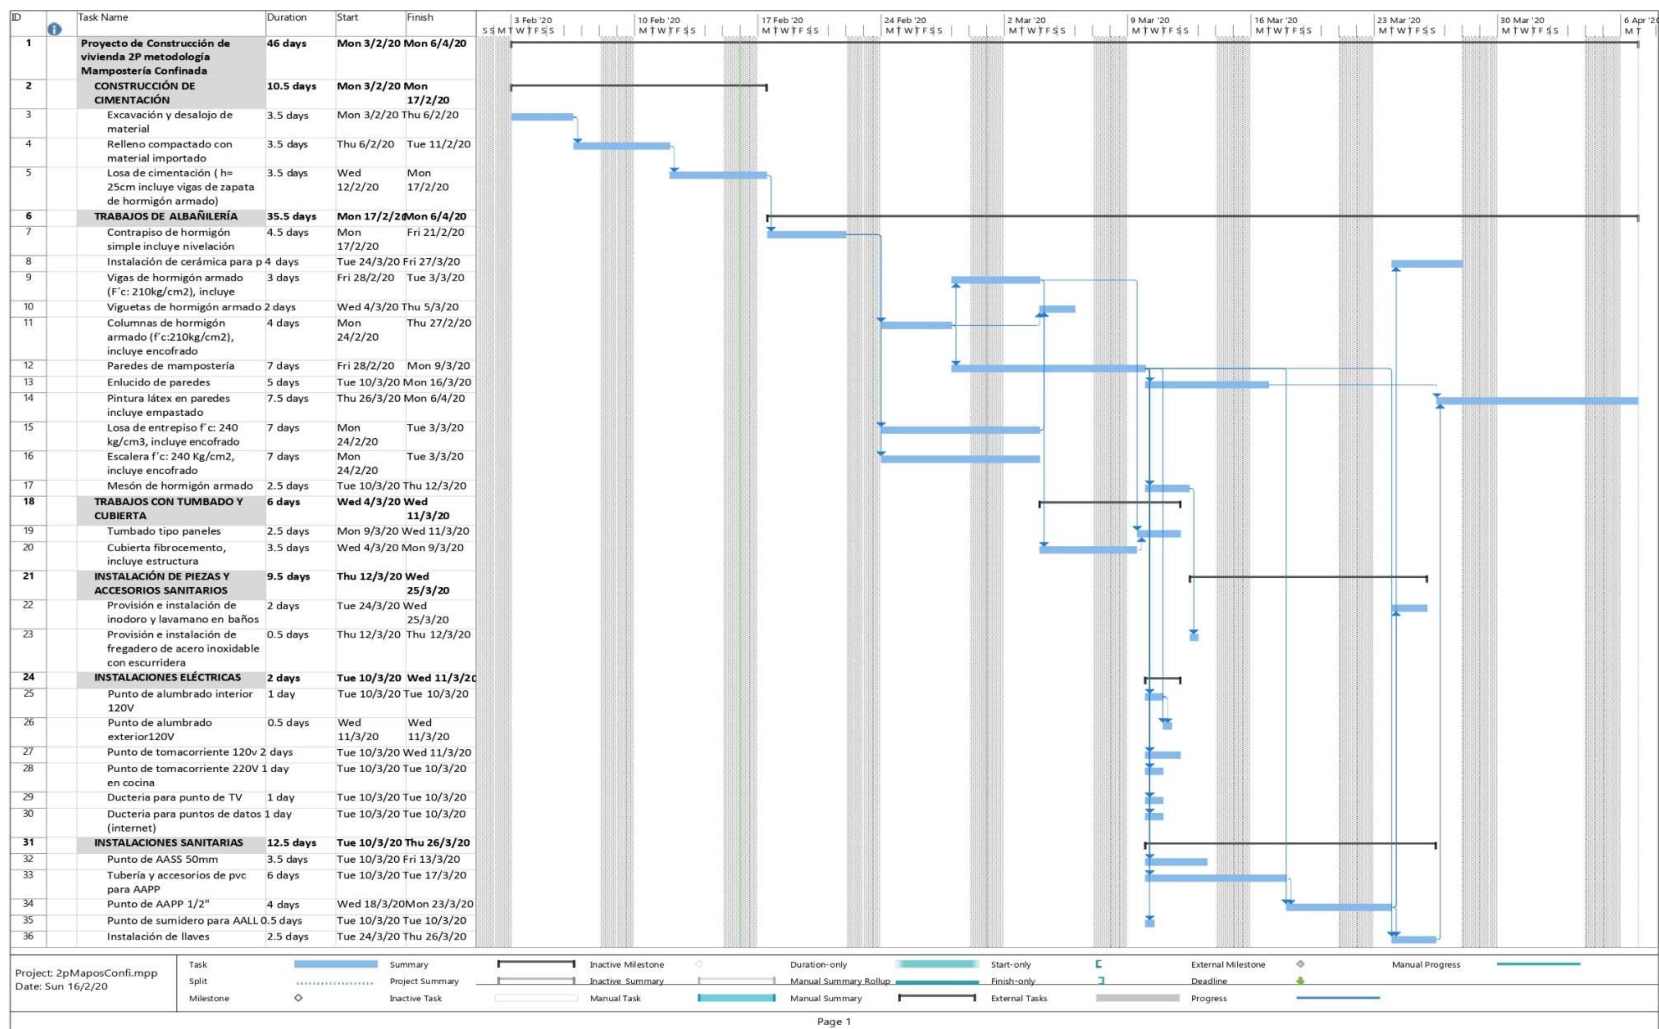 ID Task Name Duration Start Finish 3 Feb '20 10 Feb '20 17 Feb '20 24 Feb '20 2 Mar '20 9 Mar '20 16 Mar '20 23 Mar '20 30 Mar '20 6 Apr '20
S S M T W T F S S M T W T F S S M T W T F S S M T W T F S S M T W T F S S M T W T F S S M T W T F S S M T W T F S S M T W T F S S M T
1 Proyecto de Construcción de 46 days Mon 3/2/20 Mon 6/4/20
vivienda 2P metodología
Mampostería Confinada
2 CONSTRUCCIÓN DE 10.5 days Mon 3/2/20 Mon
CIMENTACIÓN 17/2/20
3 Excavación y desalojo de 3.5 days Mon 3/2/20 Thu 6/2/20
material
4 Relleno compactado con 3.5 days Thu 6/2/20 Tue 11/2/20
material importado
5 Losa de cimentación ( h= 3.5 days Wed Mon
25cm incluye vigas de zapata 12/2/20 17/2/20
de hormigón armado)
6 TRABAJOS DE ALBAÑILERÍA 35.5 days Mon 17/2/20 Mon 6/4/20
7 Contrapiso de hormigón 4.5 days Mon Fri 21/2/20
simple incluye nivelación 17/2/20
8 Instalación de cerámica para p 4 days Tue 24/3/20 Fri 27/3/20
9 Vigas de hormigón armado 3 days Fri 28/2/20 Tue 3/3/20
(F´c: 210kg/cm2), incluye
10 Viguetas de hormigón armado 2 days Wed 4/3/20 Thu 5/3/20
11 Columnas de hormigón 4 days Mon Thu 27/2/20
armado (f´c:210kg/cm2), 24/2/20
incluye encofrado
12 Paredes de mampostería 7 days Fri 28/2/20 Mon 9/3/20
13 Enlucido de paredes 5 days Tue 10/3/20 Mon 16/3/20
14 Pintura látex en paredes 7.5 days Thu 26/3/20 Mon 6/4/20
incluye empastado
15 Losa de entrepiso f´c: 240 7 days Mon Tue 3/3/20
kg/cm3, incluye encofrado 24/2/20
16 Escalera f´c: 240 Kg/cm2, 7 days Mon Tue 3/3/20
incluye encofrado 24/2/20
17 Mesón de hormigón armado 2.5 days Tue 10/3/20 Thu 12/3/20
18 TRABAJOS CON TUMBADO Y 6 days Wed 4/3/20 Wed
CUBIERTA 11/3/20
19 Tumbado tipo paneles 2.5 days Mon 9/3/20 Wed 11/3/20
20 Cubierta fibrocemento, 3.5 days Wed 4/3/20 Mon 9/3/20
incluye estructura
21 INSTALACIÓN DE PIEZAS Y 9.5 days Thu 12/3/20 Wed
ACCESORIOS SANITARIOS 25/3/20
22 Provisión e instalación de 2 days Tue 24/3/20 Wed
inodoro y lavamano en baños 25/3/20
23 Provisión e instalación de 0.5 days Thu 12/3/20 Thu 12/3/20
fregadero de acero inoxidable
con escurridera
24 INSTALACIONES ELÉCTRICAS 2 days Tue 10/3/20 Wed 11/3/20
25 Punto de alumbrado interior 1 day Tue 10/3/20 Tue 10/3/20
120V
26 Punto de alumbrado 0.5 days Wed Wed
exterior120V 11/3/20 11/3/20
27 Punto de tomacorriente 120v 2 days Tue 10/3/20 Wed 11/3/20
28 Punto de tomacorriente 220V 1 day Tue 10/3/20 Tue 10/3/20
en cocina
29 Ducteria para punto de TV 1 day Tue 10/3/20 Tue 10/3/20
30 Ducteria para puntos de datos 1 day Tue 10/3/20 Tue 10/3/20
(internet)
31 INSTALACIONES SANITARIAS 12.5 days Tue 10/3/20 Thu 26/3/20
32 Punto de AASS 50mm 3.5 days Tue 10/3/20 Fri 13/3/20
33 Tubería y accesorios de pvc 6 days Tue 10/3/20 Tue 17/3/20
para AAPP
34 Punto de AAPP 1/2" 4 days Wed 18/3/20 Mon 23/3/20
35 Punto de sumidero para AALL 0.5 days Tue 10/3/20 Tue 10/3/20
36 Instalación de llaves 2.5 days Tue 24/3/20 Thu 26/3/20
Project: 2pMaposConfi.mpp
Date: Sun 16/2/20
Task Summary Inactive Milestone Duration-only Start-only External Milestone Manual Progress
Split Project Summary Inactive Summary Manual Summary Rollup Finish-only Deadline
Milestone Inactive Task Manual Task Manual Summary External Tasks Progress
Page 1